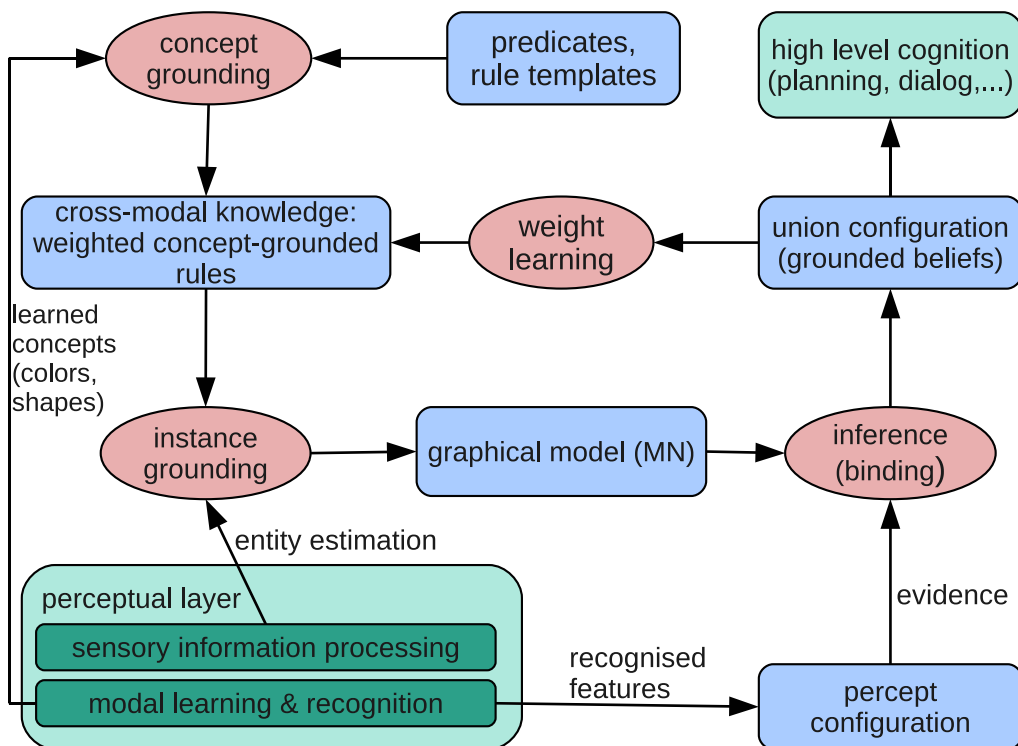 concept
grounding
predicates,
rule templates
high level cognition
(planning, dialog,...)
cross-modal knowledge:
weighted concept-grounded
rules
weight
learning
union configuration
(grounded beliefs)
learned
concepts
(colors,
shapes)
instance
grounding
graphical model (MN)
inference
(binding)
entity estimation
perceptual layer
sensory information processing
modal learning & recognition
recognised
features
evidence
percept
configuration